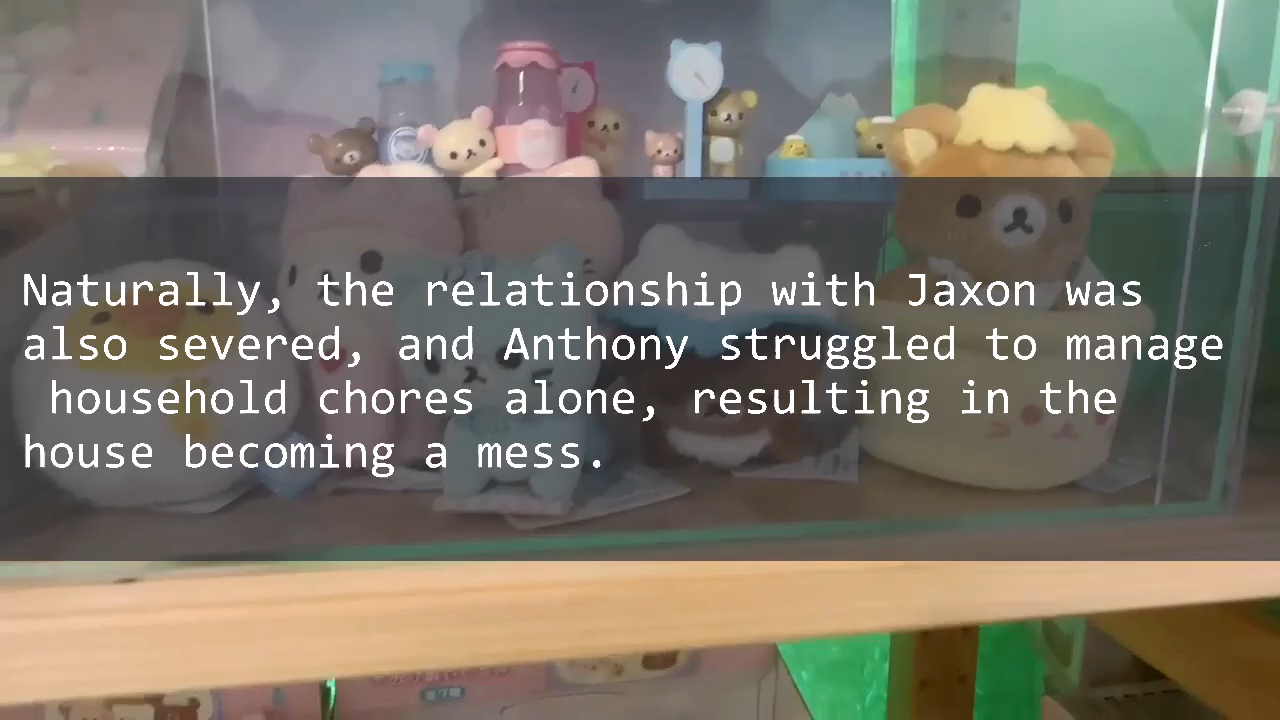 Naturally, the relationship with Jaxon was
also severed, and Anthony struggled to manage
household chores alone, resulting in the
house becoming a mess.